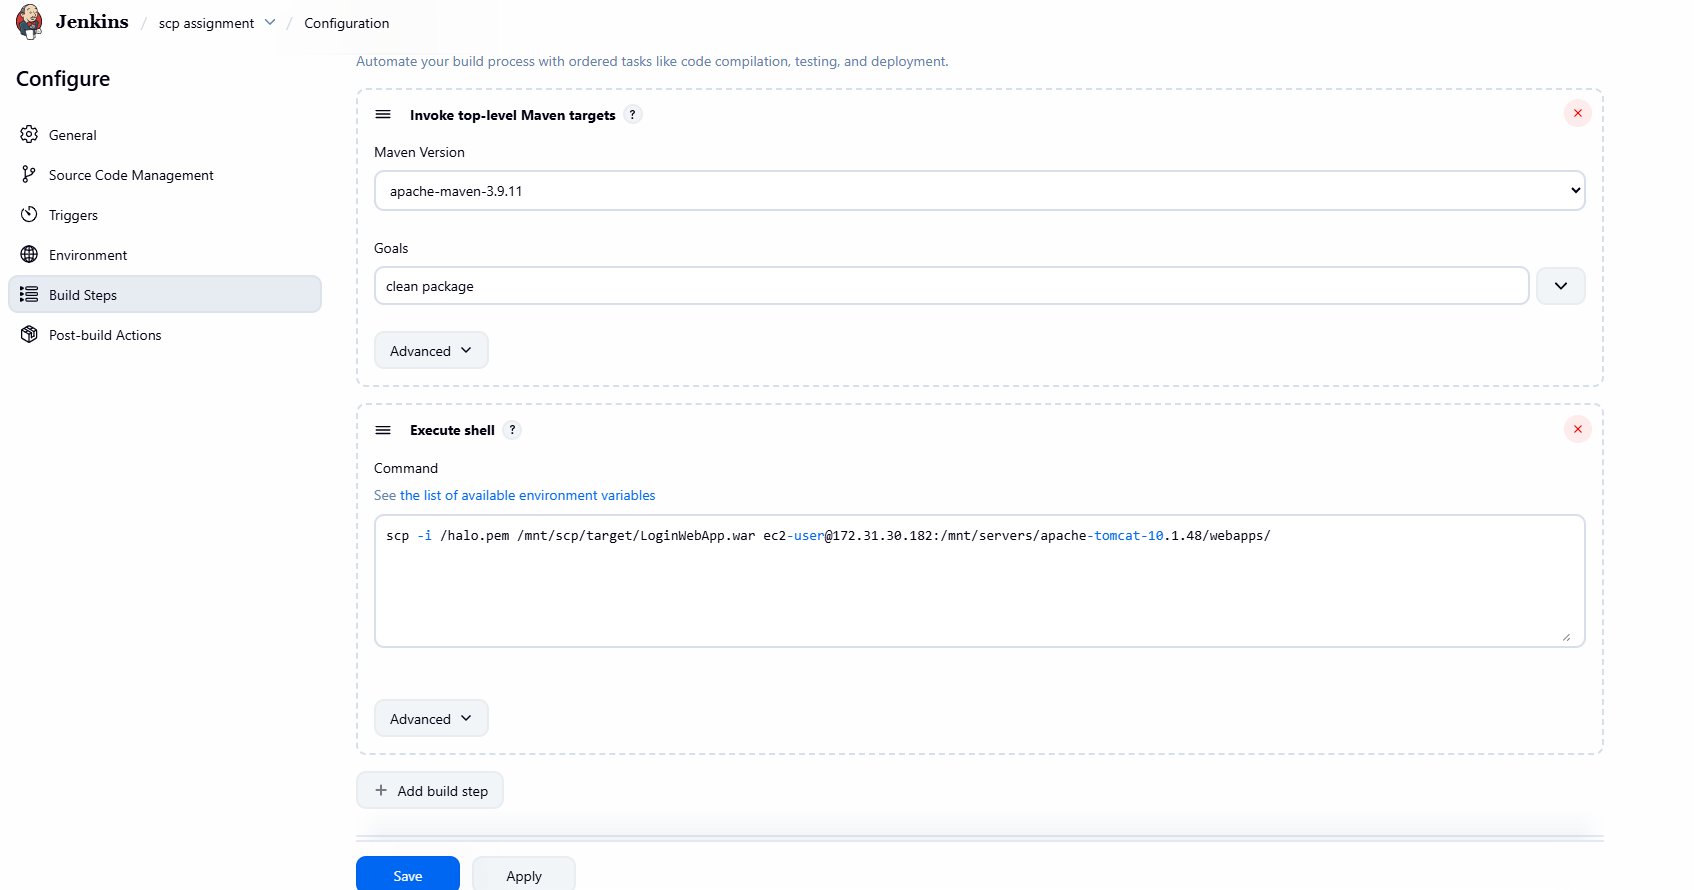 Jenkins / scp assignment / Configuration
Configure
General
Source Code Management
Triggers
Environment
Build Steps
Post-build Actions
Automate your build process with ordered tasks like code compilation, testing, and deployment.
Invoke top-level Maven targets ?
Maven Version
apache-maven-3.9.11
Goals
clean package
Advanced
Execute shell ?
Command
See the list of available environment variables
scp -i /halo.pem /mnt/scp/target/LoginWebApp.war ec2-user@172.31.30.182:/mnt/servers/apache-tomcat-10.1.48/webapps/
Advanced
+ Add build step
Save Apply